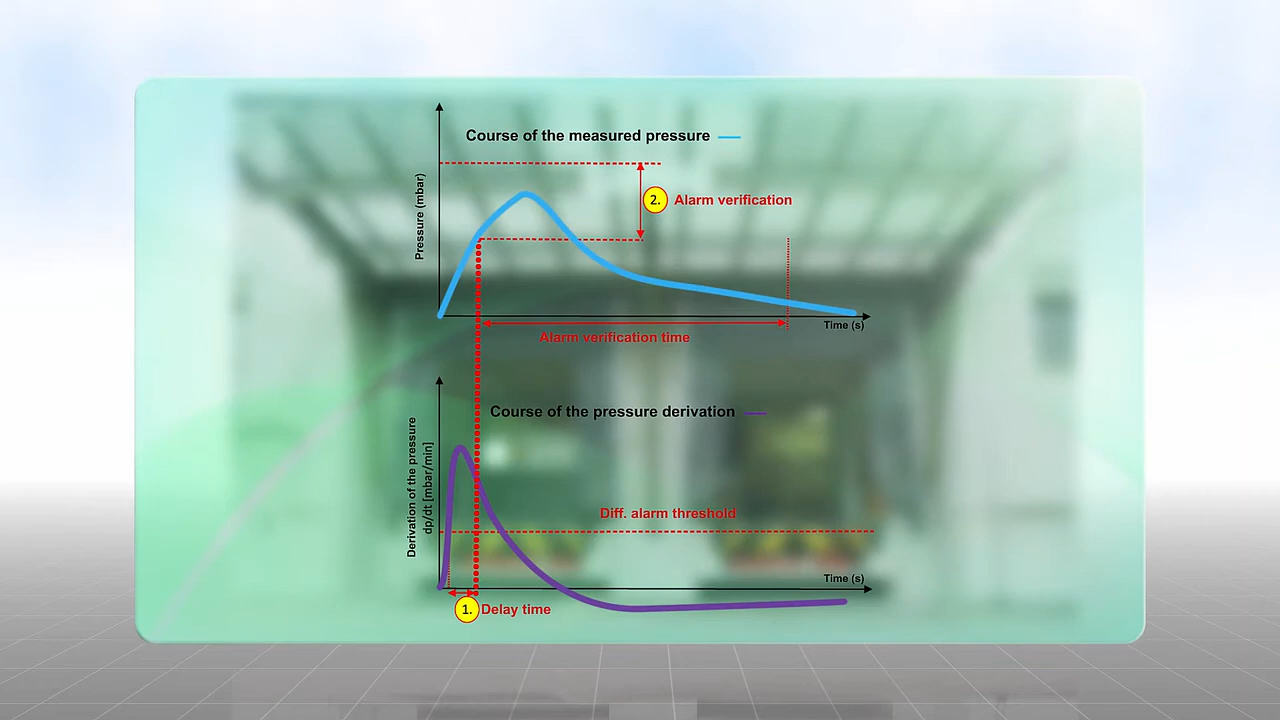 Course of the measured pressure
Pressure (mbar)
2. Alarm verification
Time (s)
Alarm verification time
Course of the pressure derivation
Derivation of the pressure
dp/dt [mbar/min]
Diff. alarm threshold
Time (s)
1. Delay time